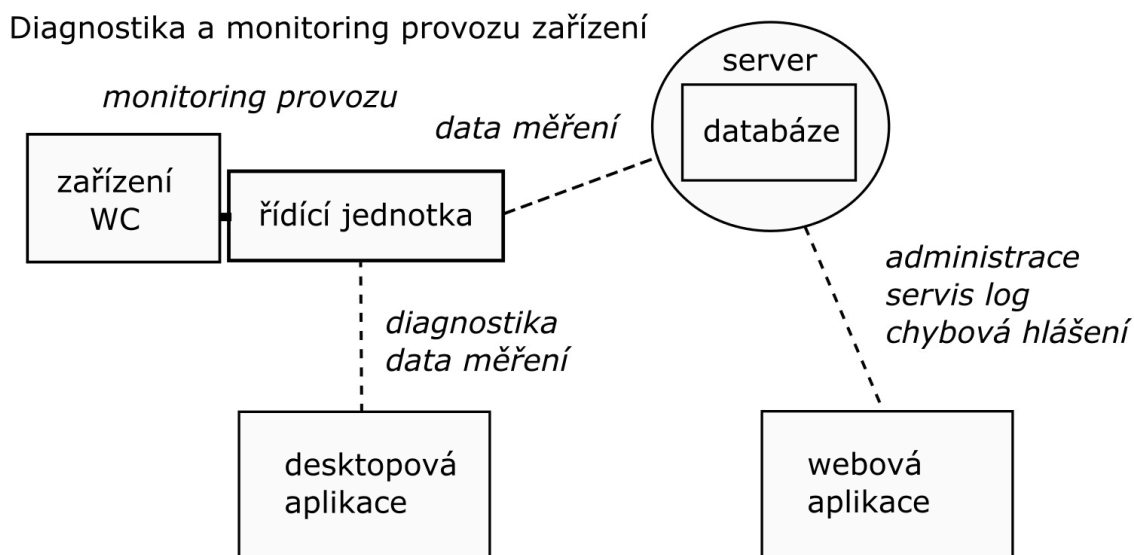 Diagnostika a monitoring provozu zařízení
server
databáze
monitoring provozu
data měření
zařízení
WC
řídící jednotka
administrace
servis log
chybová hlášení
diagnostika
data měření
desktopová
aplikace
webová
aplikace